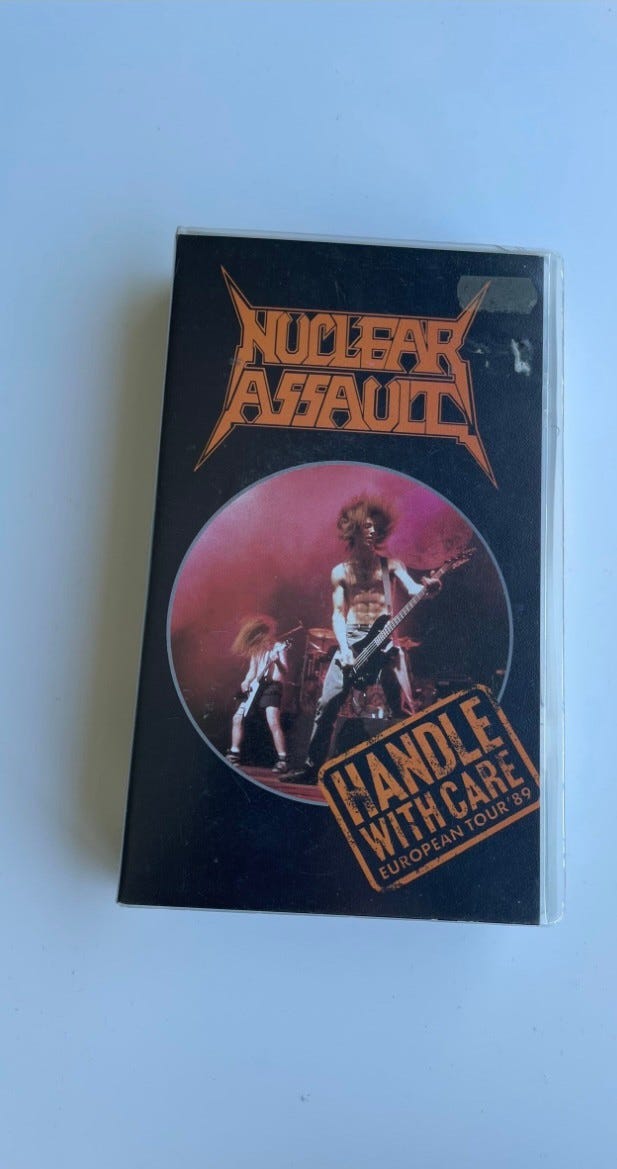 NUCLEAR
ASSAULT
HANDLE
WITH CARE
EUROPEAN TOUR '89